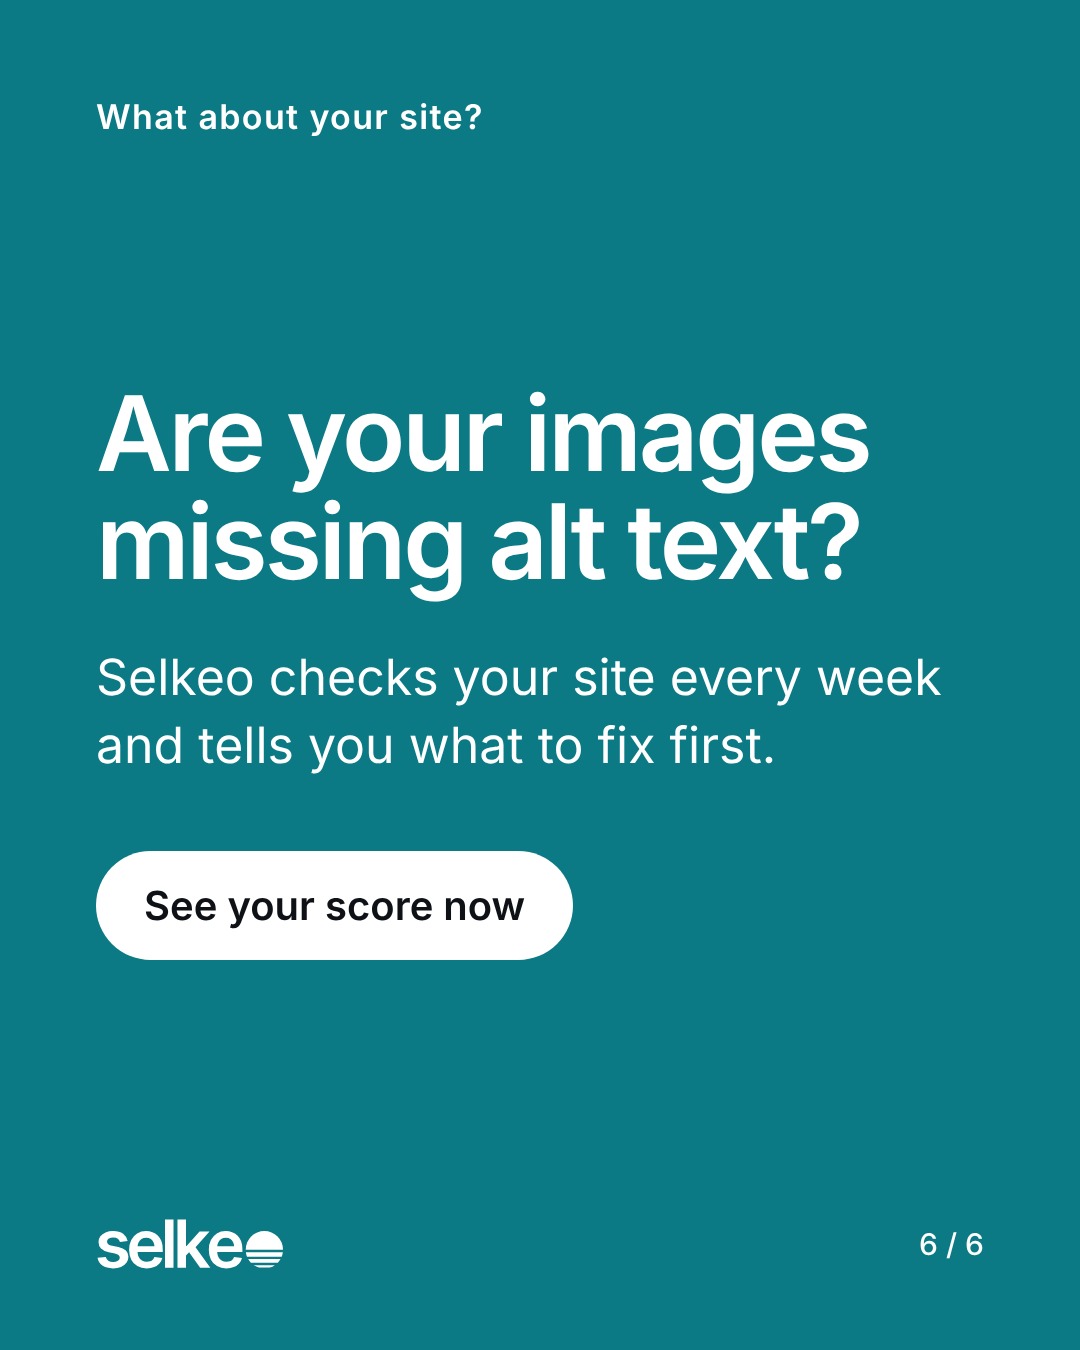 What about your site?
Are your images
missing alt text?
Selkeo checks your site every week
and tells you what to fix first.
See your score now
selkeo
6 / 6